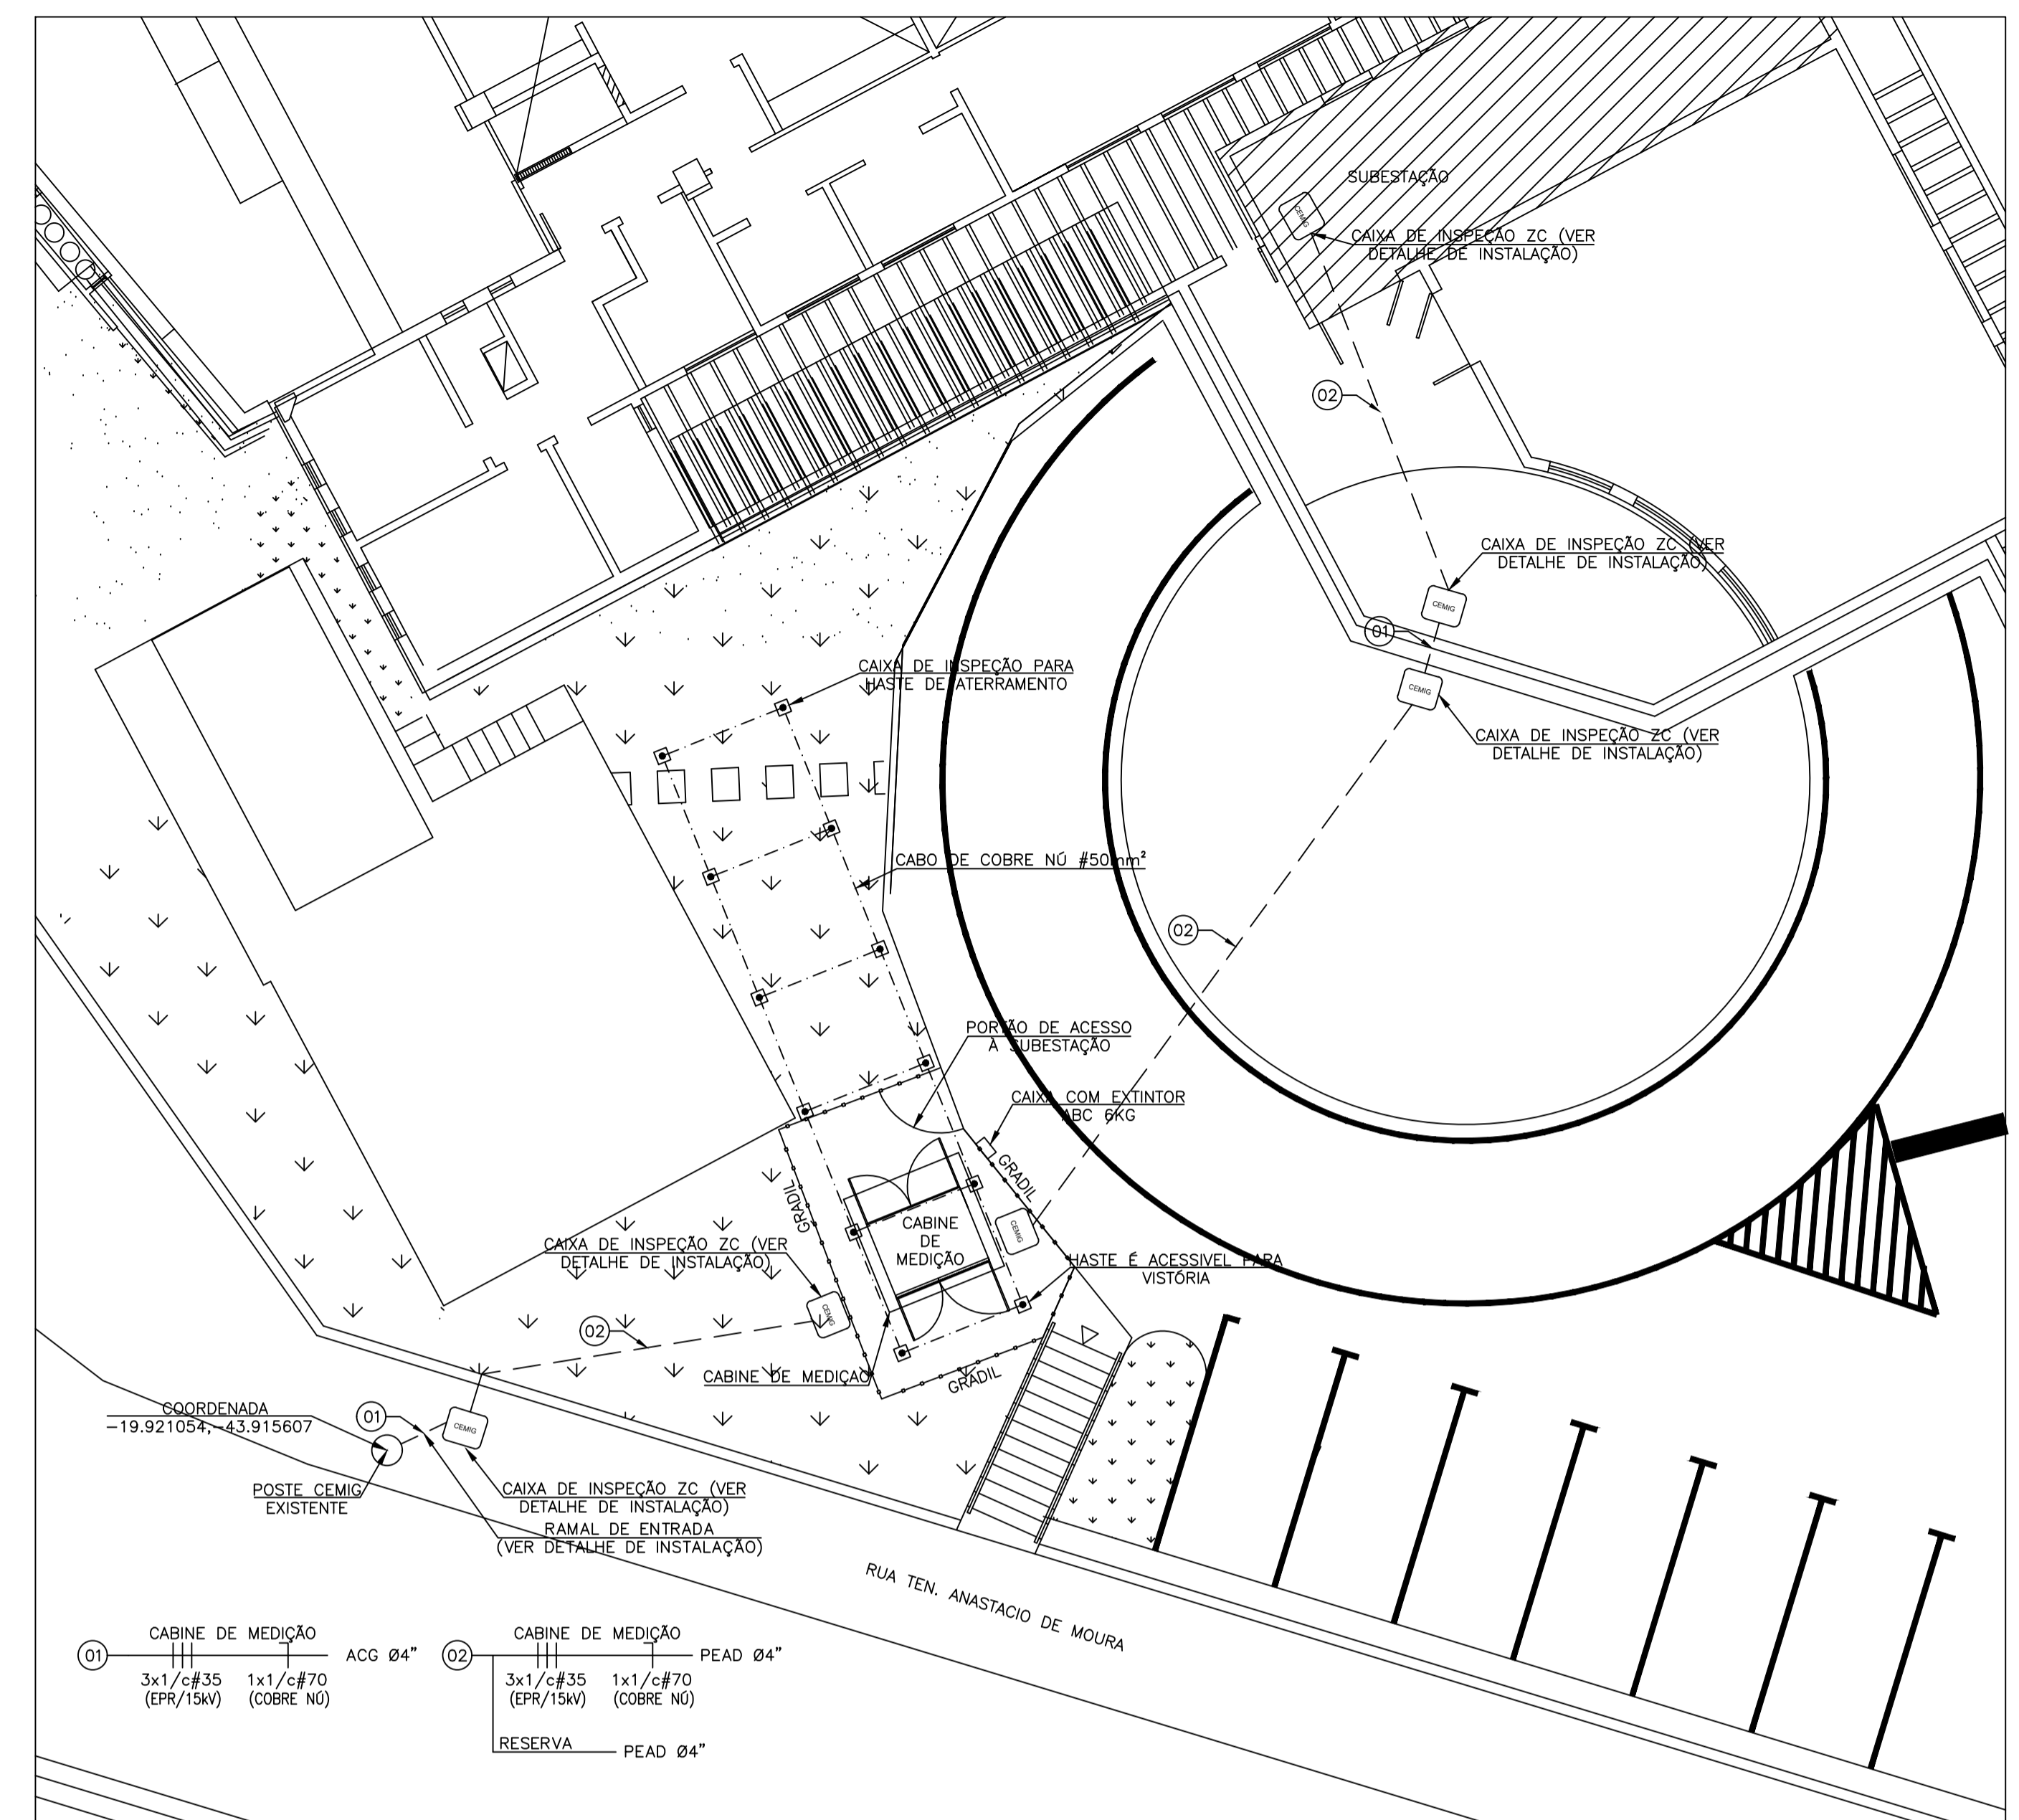 SUBESTAÇÃO
CEMIG
CAIXA DE INSPEÇÃO ZC (VER
DETALHE DE INSTALAÇÃO)
02
CAIXA DE INSPEÇÃO ZC (VER
DETALHE DE INSTALAÇÃO)
CEMIG
01
CEMIG
CAIXA DE INSPEÇÃO ZC (VER
DETALHE DE INSTALAÇÃO)
CAIXA DE INSPEÇÃO PARA
HASTE DE ATERRAMENTO
CABO DE COBRE NÚ #50mm²
02
PORTÃO DE ACESSO
À SUBESTAÇÃO
CAIXA COM EXTINTOR
ABC 6KG
GRADIL
GRADIL
CABINE
DE
MEDIÇÃO
CEMIG
CAIXA DE INSPEÇÃO ZC (VER
DETALHE DE INSTALAÇÃO)
HASTE É ACESSIVEL PARA
VISTÓRIA
CEMIG
02
CABINE DE MEDIÇÃO
GRADIL
COORDENADA
-19.921054,-43.915607
01
CEMIG
POSTE CEMIG
EXISTENTE
CAIXA DE INSPEÇÃO ZC (VER
DETALHE DE INSTALAÇÃO)
RAMAL DE ENTRADA
(VER DETALHE DE INSTALAÇÃO)
RUA TEN. ANASTACIO DE MOURA
01
CABINE DE MEDIÇÃO
ACG Ø4"
3x1/c#35
(EPR/15kV)
1x1/c#70
(COBRE NÚ)
02
CABINE DE MEDIÇÃO
PEAD Ø4"
3x1/c#35
(EPR/15kV)
1x1/c#70
(COBRE NÚ)
RESERVA
PEAD Ø4"